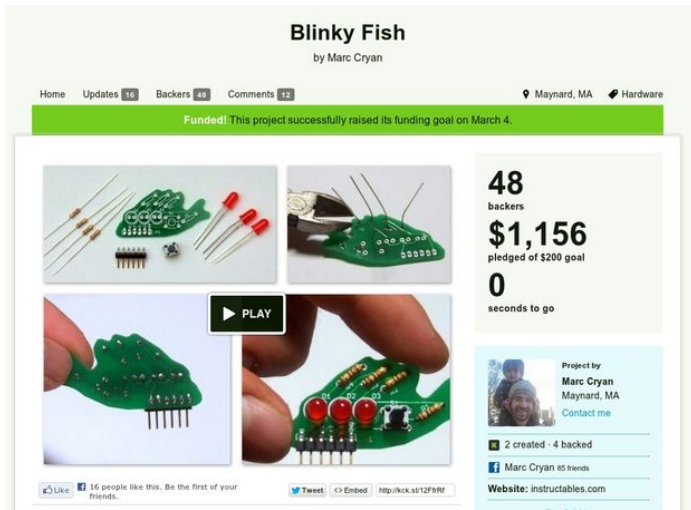 Blinky Fish
by Marc Cryan
Home Updates 16 Backers 48 Comments 12 Maynard, MA Hardware
Funded! This project successfully raised its funding goal on March 4.
48
backers
$1,156
pledged of $200 goal
0
seconds to go
PLAY
D1 D2 D3
Project by
Marc Cryan
Maynard, MA
Contact me
2 created · 4 backed
Marc Cryan 85 friends
Website: instructables.com
Like 16 people like this. Be the first of your
friends.
Tweet <> Embed http://kck.st/12FfrRf